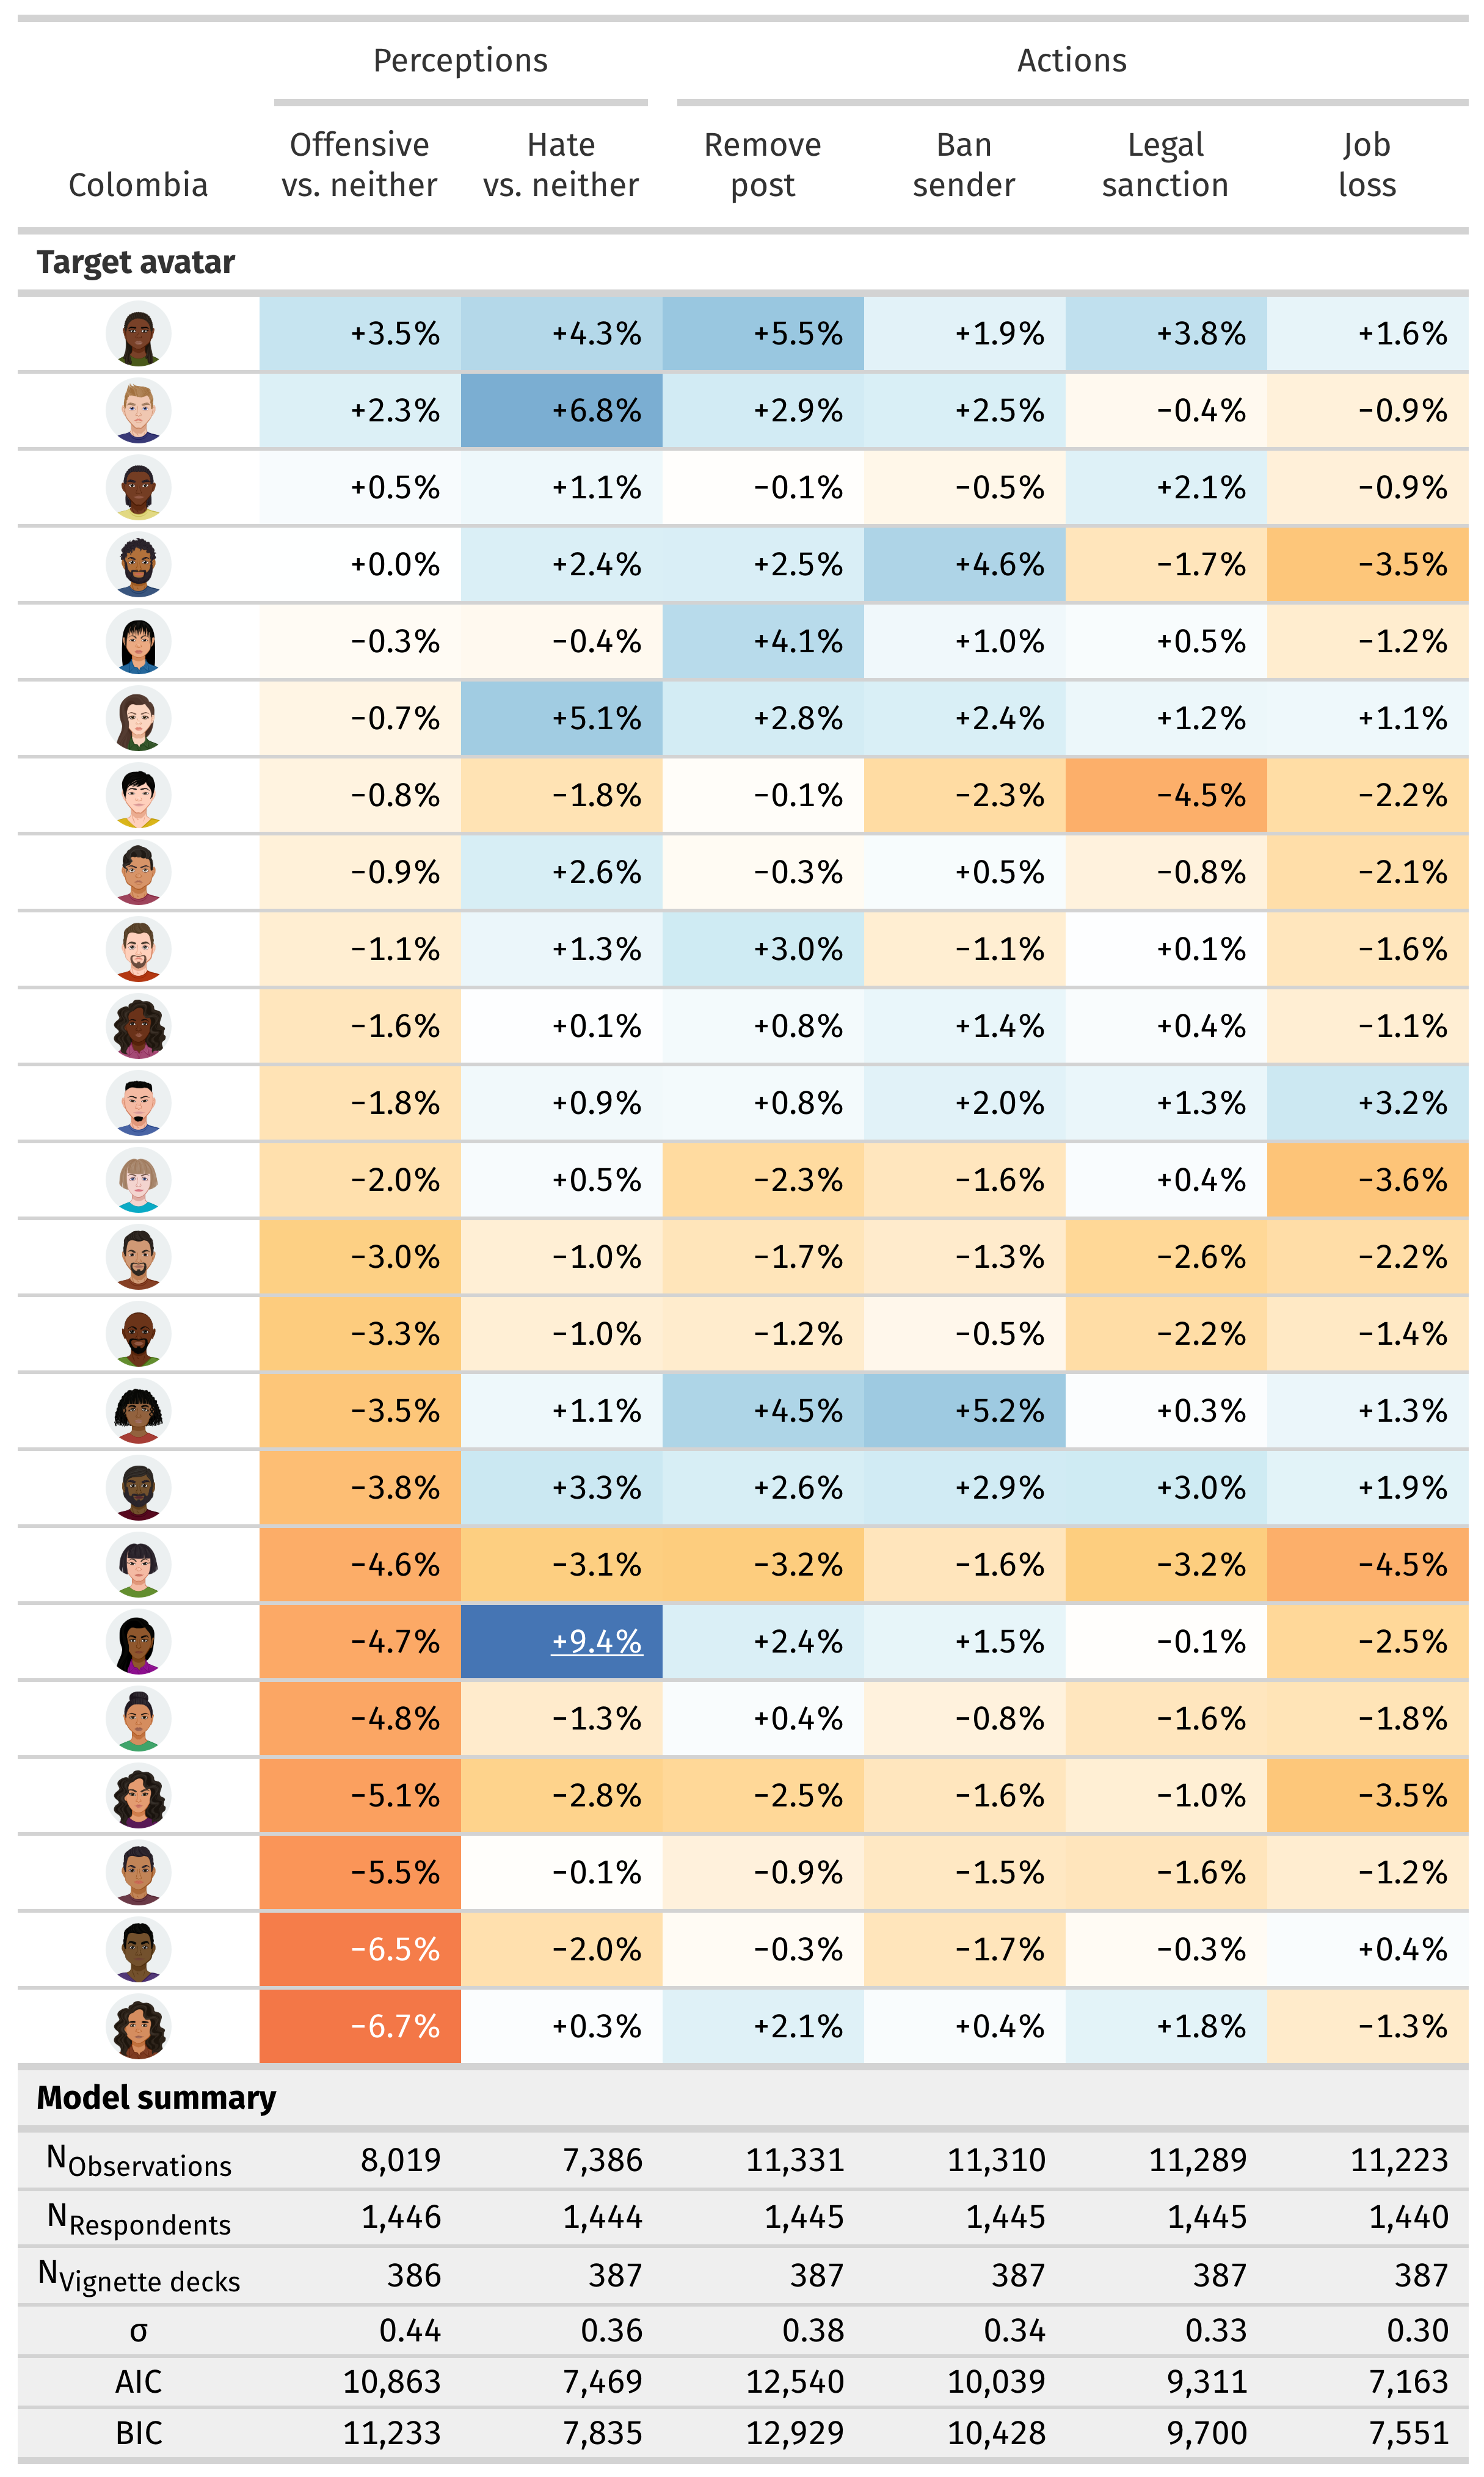 Perceptions Actions
Offensive Hate Remove Ban Legal Job
Colombia vs. neither vs. neither post sender sanction loss
Target avatar
+3.5% +4.3% +5.5% +1.9% +3.8% +1.6%
+2.3% +6.8% +2.9% +2.5% −0.4% −0.9%
+0.5% +1.1% −0.1% −0.5% +2.1% −0.9%
+0.0% +2.4% +2.5% +4.6% −1.7% −3.5%
−0.3% −0.4% +4.1% +1.0% +0.5% −1.2%
−0.7% +5.1% +2.8% +2.4% +1.2% +1.1%
−0.8% −1.8% −0.1% −2.3% −4.5% −2.2%
−0.9% +2.6% −0.3% +0.5% −0.8% −2.1%
−1.1% +1.3% +3.0% −1.1% +0.1% −1.6%
−1.6% +0.1% +0.8% +1.4% +0.4% −1.1%
−1.8% +0.9% +0.8% +2.0% +1.3% +3.2%
−2.0% +0.5% −2.3% −1.6% +0.4% −3.6%
−3.0% −1.0% −1.7% −1.3% −2.6% −2.2%
−3.3% −1.0% −1.2% −0.5% −2.2% −1.4%
−3.5% +1.1% +4.5% +5.2% +0.3% +1.3%
−3.8% +3.3% +2.6% +2.9% +3.0% +1.9%
−4.6% −3.1% −3.2% −1.6% −3.2% −4.5%
−4.7% +9.4% +2.4% +1.5% −0.1% −2.5%
−4.8% −1.3% +0.4% −0.8% −1.6% −1.8%
−5.1% −2.8% −2.5% −1.6% −1.0% −3.5%
−5.5% −0.1% −0.9% −1.5% −1.6% −1.2%
−6.5% −2.0% −0.3% −1.7% −0.3% +0.4%
−6.7% +0.3% +2.1% +0.4% +1.8% −1.3%
Model summary
NObservations 8,019 7,386 11,331 11,310 11,289 11,223
NRespondents 1,446 1,444 1,445 1,445 1,445 1,440
NVignette decks 386 387 387 387 387 387
σ 0.44 0.36 0.38 0.34 0.33 0.30
AIC 10,863 7,469 12,540 10,039 9,311 7,163
BIC 11,233 7,835 12,929 10,428 9,700 7,551